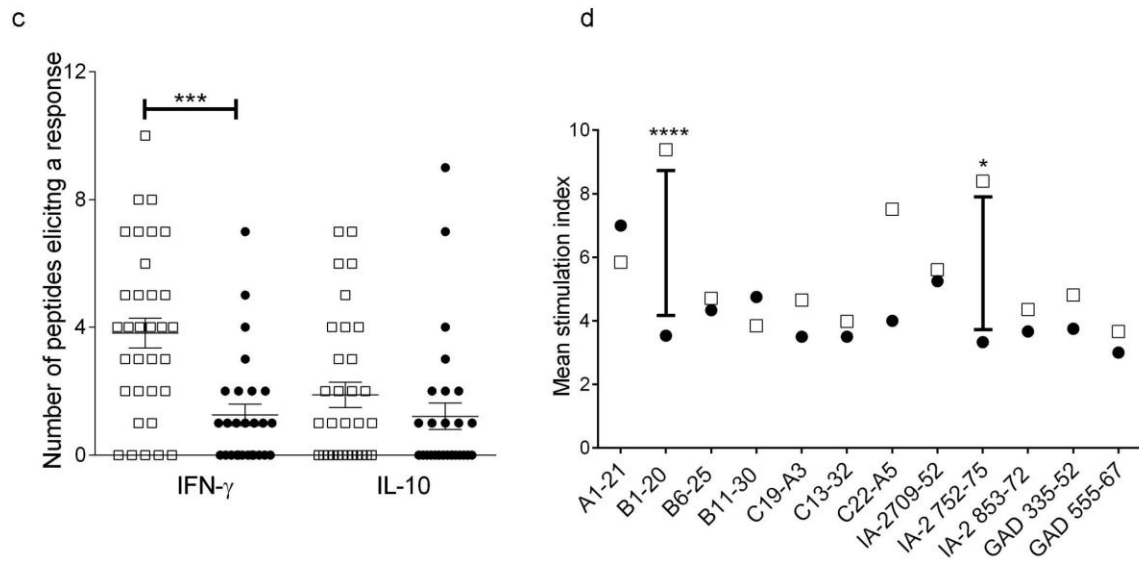 c
Number of peptides elicitng a response
12
8
4
0
***
IFN-γ
IL-10
d
Mean stimulation index
10
8
6
4
2
0
****
*
A1-21
B1-20
B6-25
B11-30
C19-A3
C13-32
C22-A5
IA-2709-52
IA-2 752-75
IA-2 853-72
GAD 335-52
GAD 555-67